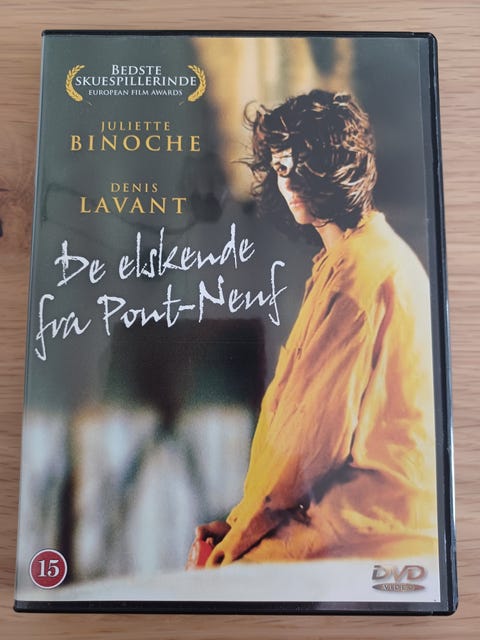 BEDSTE
SKUESPILLERINDE
EUROPEAN FILM AWARDS
JULIETTE
BINOCHE
DENIS
LAVANT
De elskende
fra Pont-Neuf
15
DVD
VIDEO